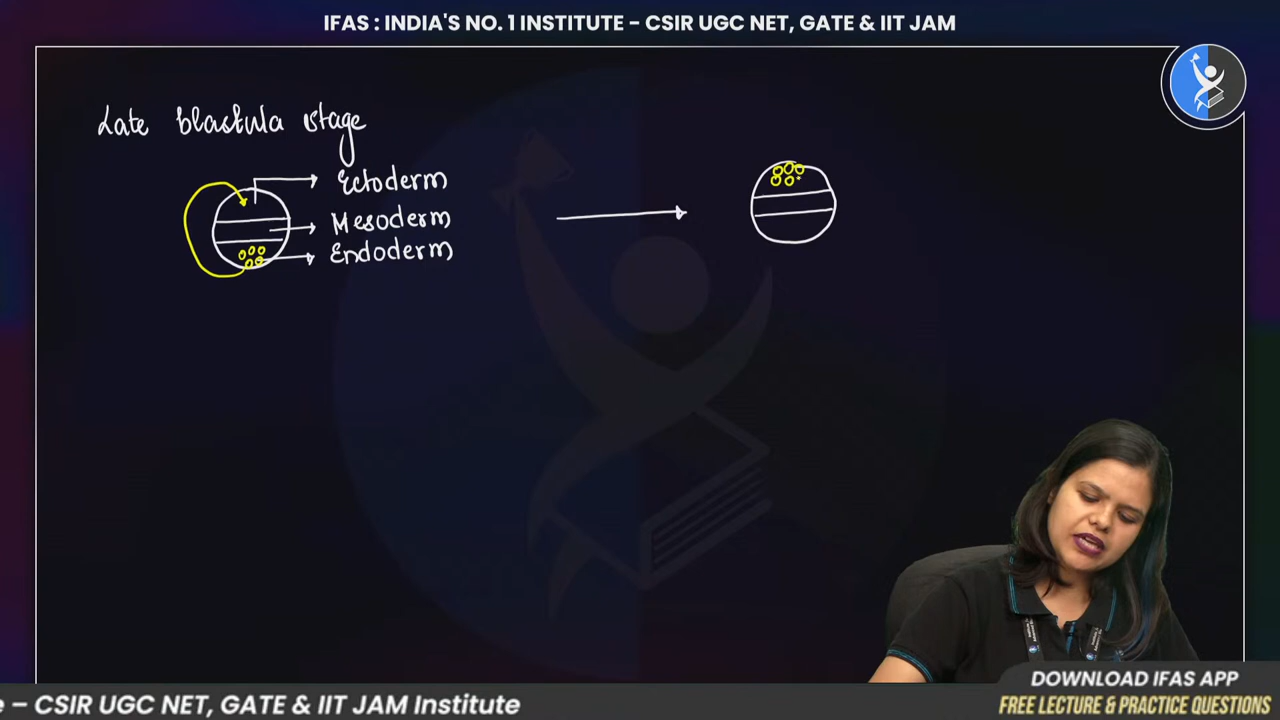 IFAS : INDIA'S NO. 1 INSTITUTE - CSIR UGC NET, GATE & IIT JAM
Late blastula stage
Ectoderm
Mesoderm
Endoderm
DOWNLOAD IFAS APP
FREE LECTURE & PRACTICE QUESTIONS
e – CSIR UGC NET, GATE & IIT JAM Institute